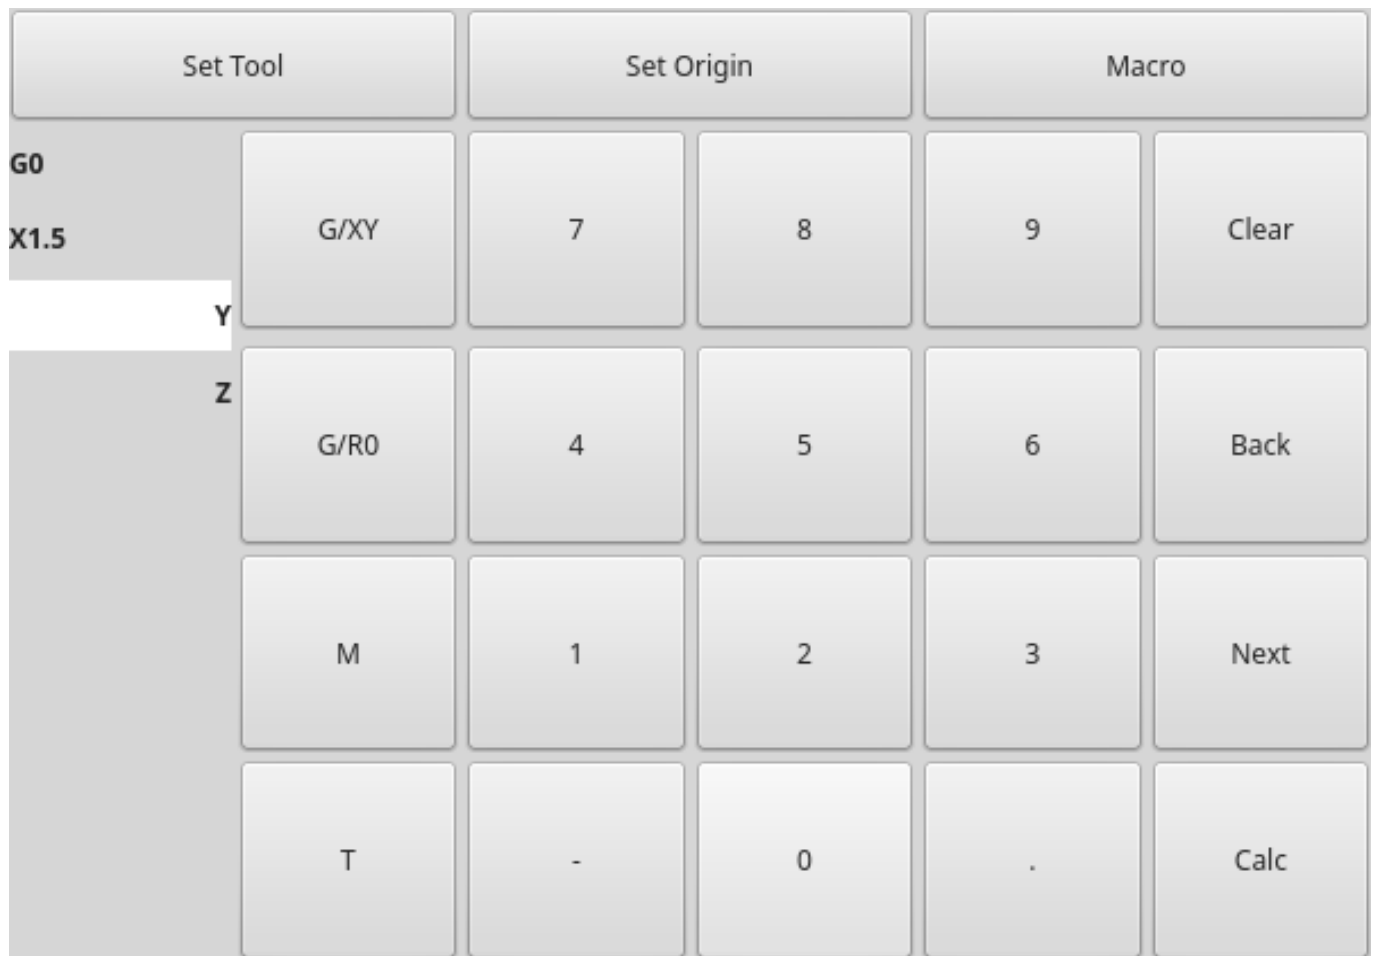 Set Tool Set Origin Macro
G0
X1.5
Y
Z
G/XY 7 8 9 Clear
G/R0 4 5 6 Back
M 1 2 3 Next
T - 0 . Calc